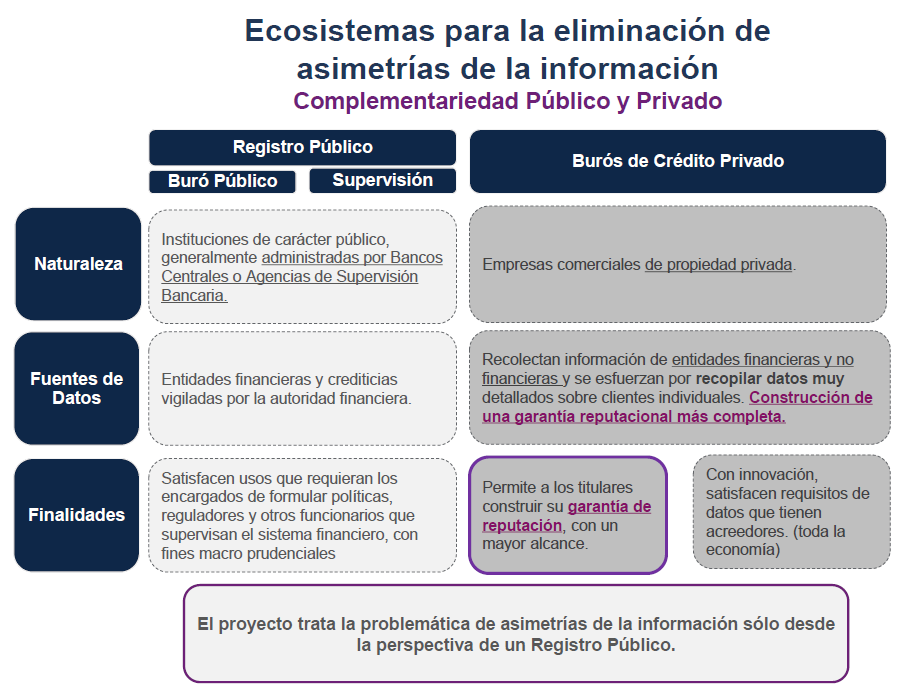 Ecosistemas para la eliminación de
asimetrías de la información
Complementariedad Público y Privado
Registro Público
Buró Público
Supervisión
Burós de Crédito Privado
Naturaleza
Instituciones de carácter público,
generalmente administradas por Bancos
Centrales o Agencias de Supervisión
Bancaria.
Empresas comerciales de propiedad privada.
Fuentes de
Datos
Entidades financieras y crediticias
vigiladas por la autoridad financiera.
Recolectan información de entidades financieras y no
financieras y se esfuerzan por recopilar datos muy
detallados sobre clientes individuales. Construcción de
una garantía reputacional más completa.
Finalidades
Satisfacen usos que requieran los
encargados de formular políticas,
reguladores y otros funcionarios que
supervisan el sistema financiero, con
fines macro prudenciales
Permite a los titulares
construir su garantía de
reputación, con un
mayor alcance.
Con innovación,
satisfacen requisitos de
datos que tienen
acreedores. (toda la
economía)
El proyecto trata la problemática de asimetrías de la información sólo desde
la perspectiva de un Registro Público.